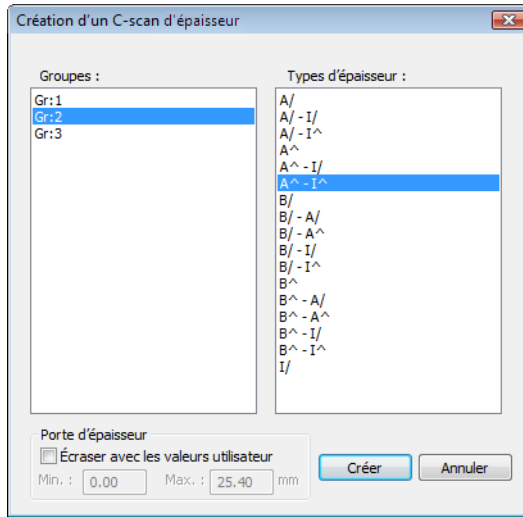 Création d'un C-scan d'épaisseur
Groupes :
Gr:1
Gr:2
Gr:3
Types d'épaisseur :
A/
A/ - I/
A/ - I^
A^
A^ - I/
A^ - I^
B/
B/ - A/
B/ - A^
B/ - I/
B/ - I^
B^
B^ - A/
B^ - A^
B^ - I/
B^ - I^
I/
Porte d'épaisseur
Écraser avec les valeurs utilisateur
Min. : 0.00 Max. : 25.40 mm
Créer Annuler